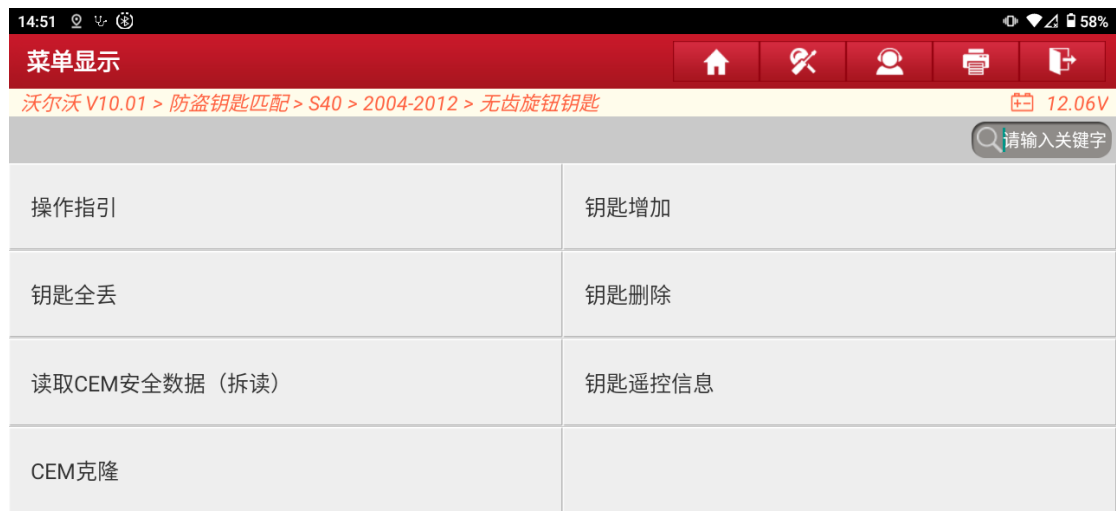 14:51
58%
菜单显示
沃尔沃 V10.01 > 防盗钥匙匹配 > S40 > 2004-2012 > 无齿旋钮钥匙
12.06V
请输入关键字
操作指引
钥匙增加
钥匙全丢
钥匙删除
读取CEM安全数据（拆读）
钥匙遥控信息
CEM克隆